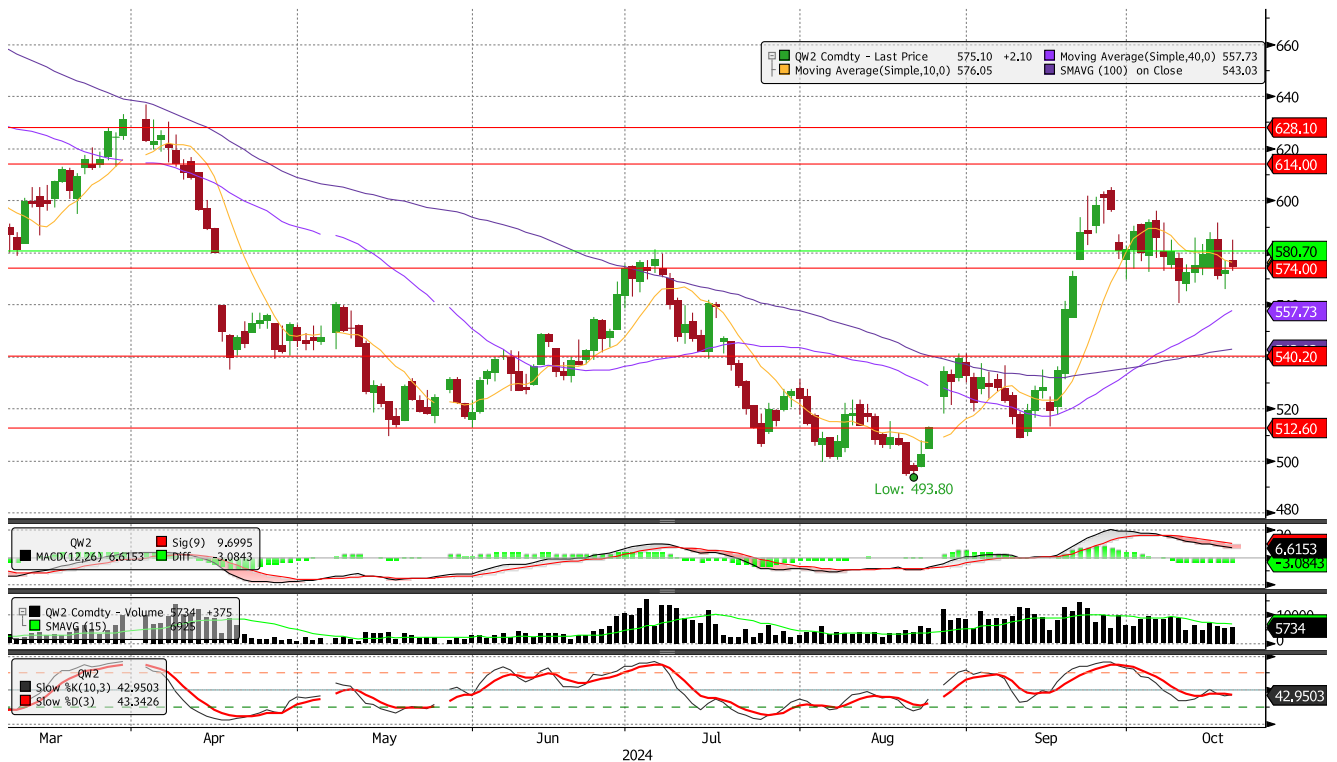 QW2 Comdty - Last Price 575.10 +2.10
Moving Average(Simple,40,0) 557.73
Moving Average(Simple,10,0) 576.05
SMAVG (100) on Close 543.03
660
640
628.10
620
614.00
600
580.70
574.00
557.73
540.20
520
512.60
500
Low: 493.80
480
QW2
Sig(9) 9.6995
MACD(12,26) 6.6153
Diff -3.0843
6.6153
-3.0843
QW2 Comdty - Volume 5734 +375
SMAVG (15) 6925
10000
5734
0
QW2
Slow %K(10,3) 42.9503
Slow %D(3) 43.3426
42.9503
Mar Apr May Jun Jul Aug Sep Oct
2024